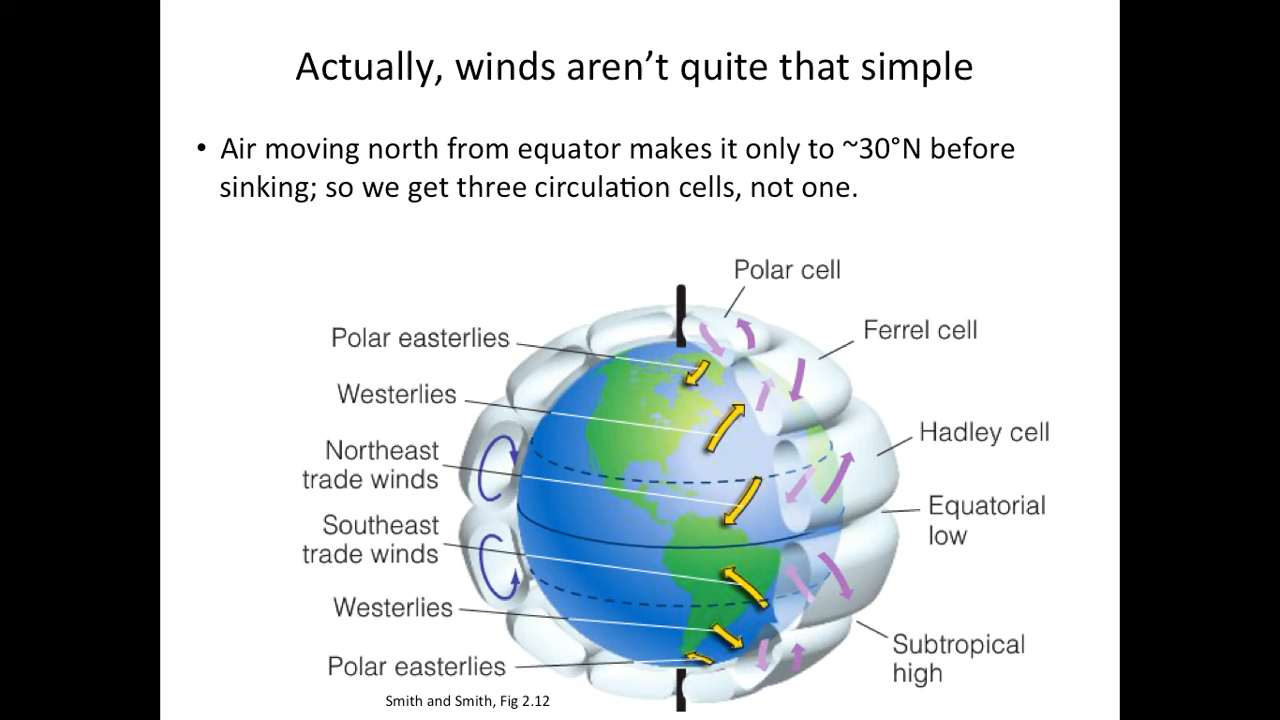 Actually, winds aren’t quite that simple
• Air moving north from equator makes it only to ~30°N before
sinking; so we get three circulation cells, not one.
Polar cell
Polar easterlies
Ferrel cell
Westerlies
Hadley cell
Northeast
trade winds
Equatorial
low
Southeast
trade winds
Westerlies
Subtropical
high
Polar easterlies
Smith and Smith, Fig 2.12